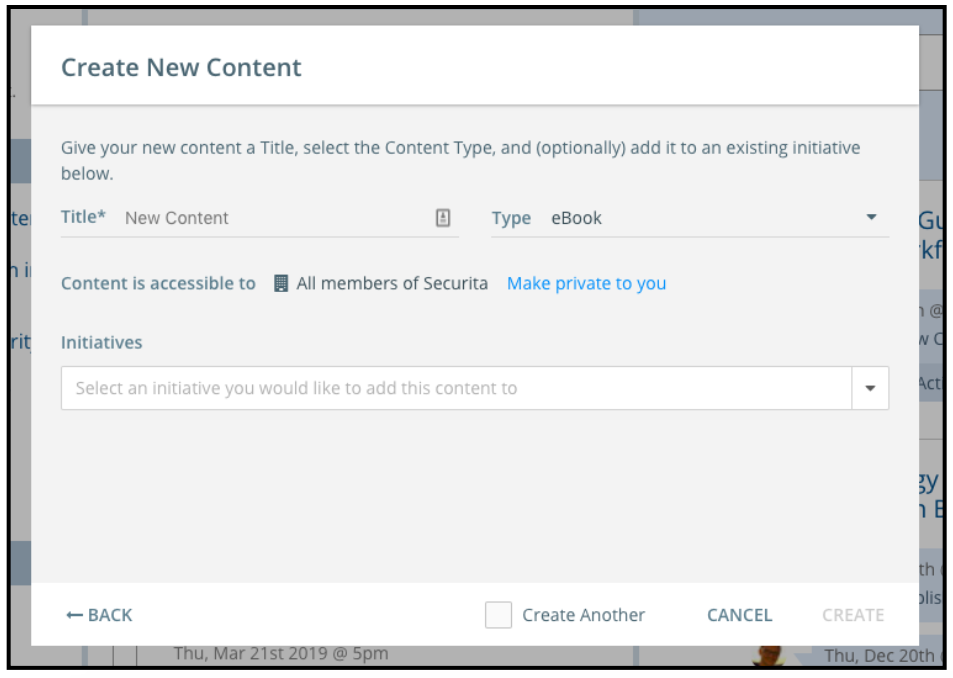 Create New Content
Give your new content a Title, select the Content Type, and (optionally) add it to an existing initiative
below.
Title* New Content Type eBook
Content is accessible to All members of Securita Make private to you
Initiatives
Select an initiative you would like to add this content to
← BACK Create Another CANCEL CREATE
Thu, Mar 21st 2019 @ 5pm
Thu, Dec 20th